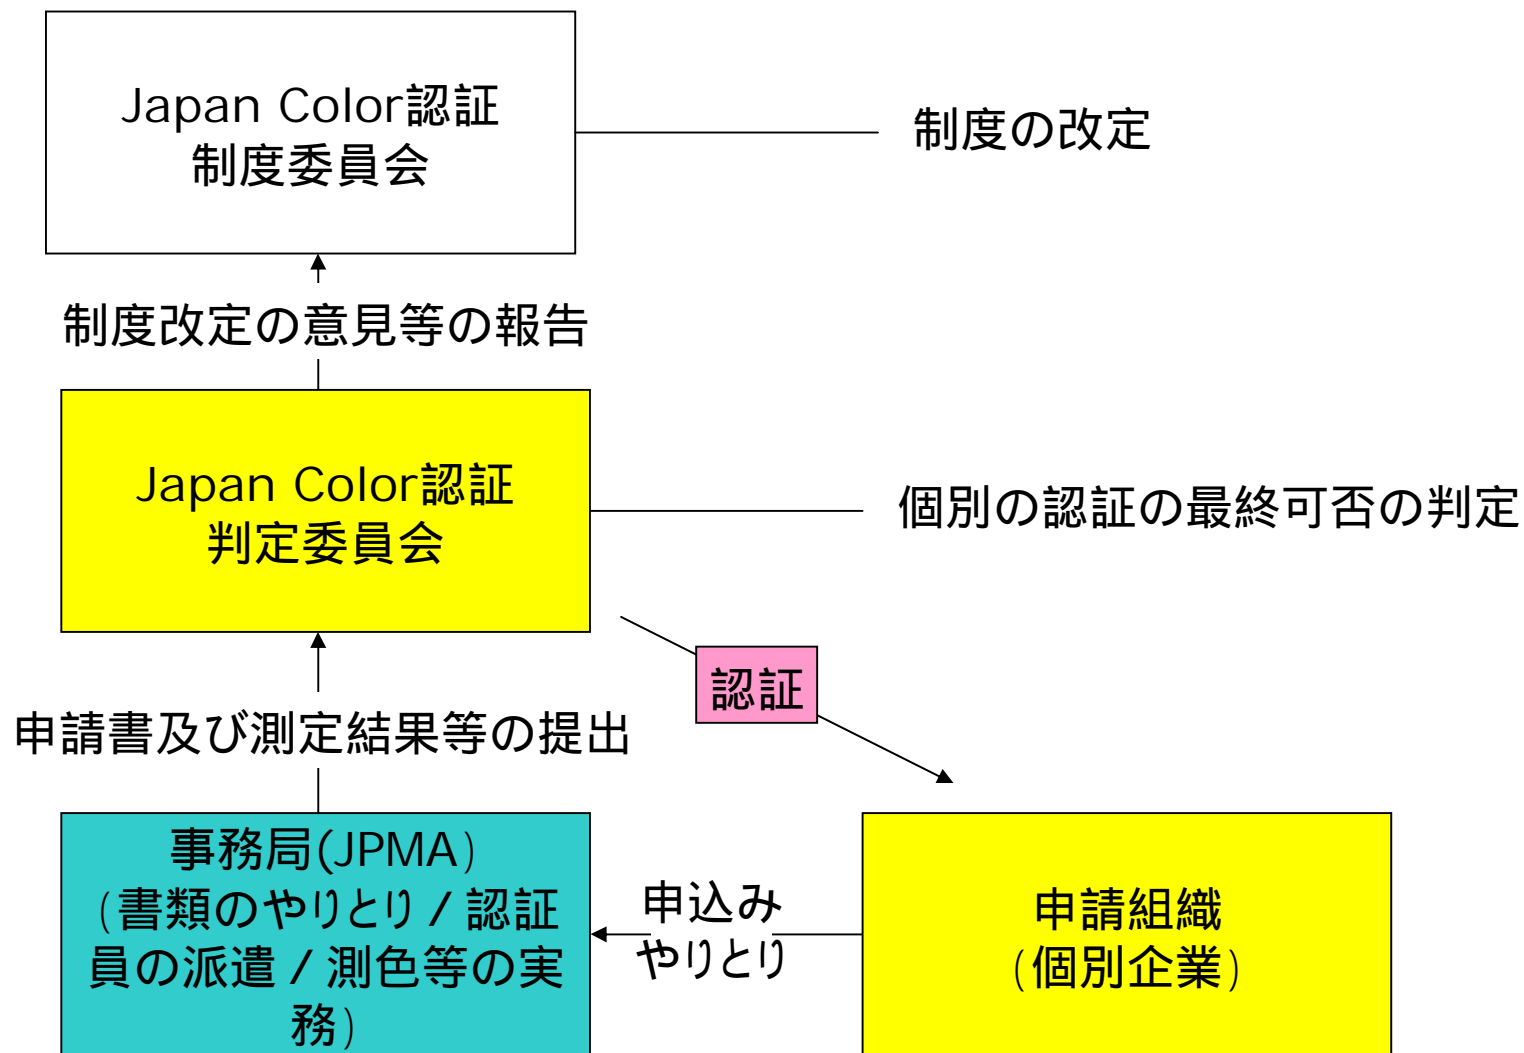 Japan Color認証
制度委員会
制度の改定
制度改定の意見等の報告
Japan Color認証
判定委員会
個別の認証の最終可否の判定
認証
申請書及び測定結果等の提出
事務局(JPMA)
(書類のやりとり/認証
員の派遣/測色等の実
務)
申込み
やりとり
申請組織
(個別企業)